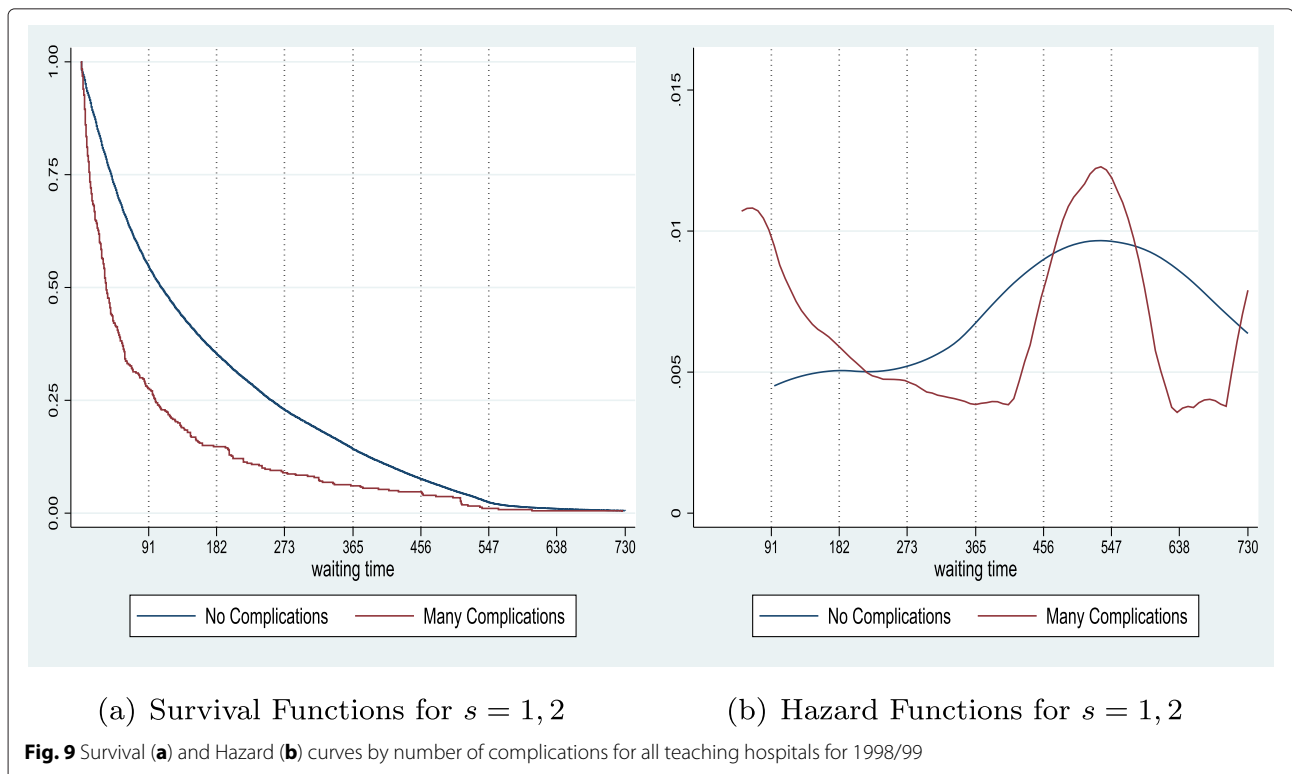 1.00
0.75
0.50
0.25
0.00
91 182 273 365 456 547 638 730
waiting time
No Complications Many Complications
.015
.01
.005
0
91 182 273 365 456 547 638 730
waiting time
No Complications Many Complications
(a) Survival Functions for s = 1, 2
(b) Hazard Functions for s = 1, 2
Fig. 9 Survival (a) and Hazard (b) curves by number of complications for all teaching hospitals for 1998/99